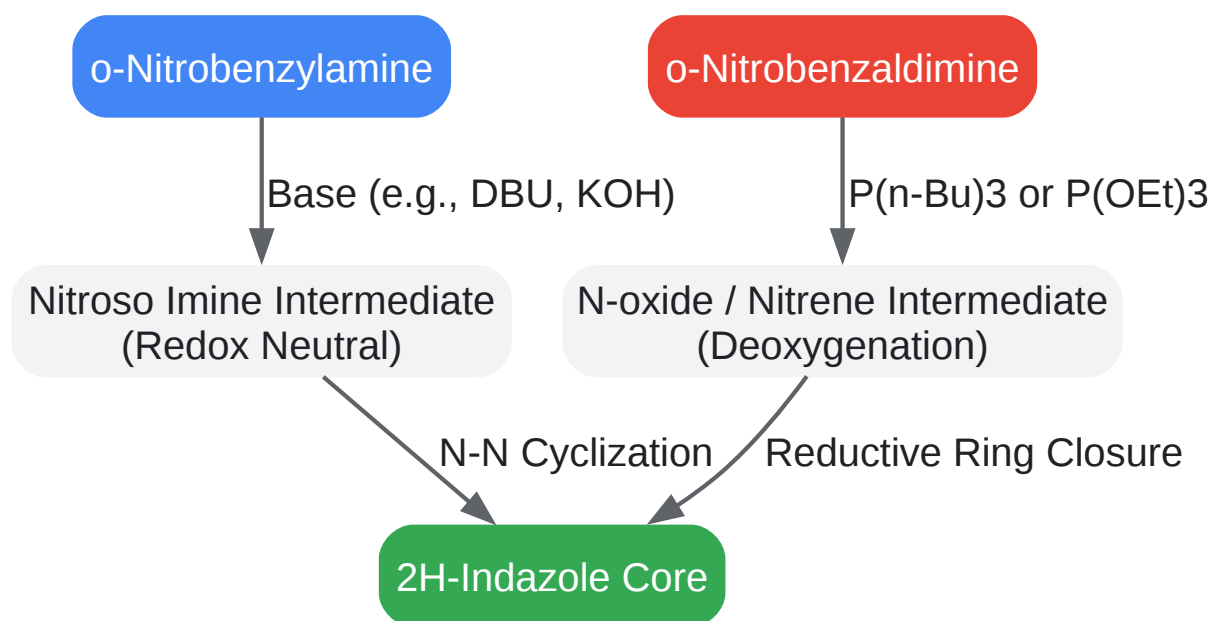 o-Nitrobenzylamine
o-Nitrobenzaldimine
Base (e.g., DBU, KOH)
P(n-Bu)3 or P(OEt)3
Nitroso Imine Intermediate
(Redox Neutral)
N-oxide / Nitrene Intermediate
(Deoxygenation)
N-N Cyclization
Reductive Ring Closure
2H-Indazole Core